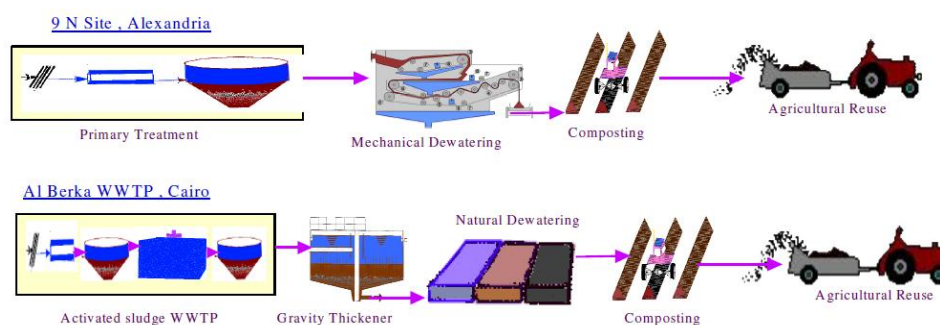 9 N Site , Alexandria
Primary Treatment
Mechanical Dewatering
Composting
Agricultural Reuse
Al Berka WWTP , Cairo
Activated sludge WWTP
Gravity Thickener
Natural Dewatering
Composting
Agricultural Reuse